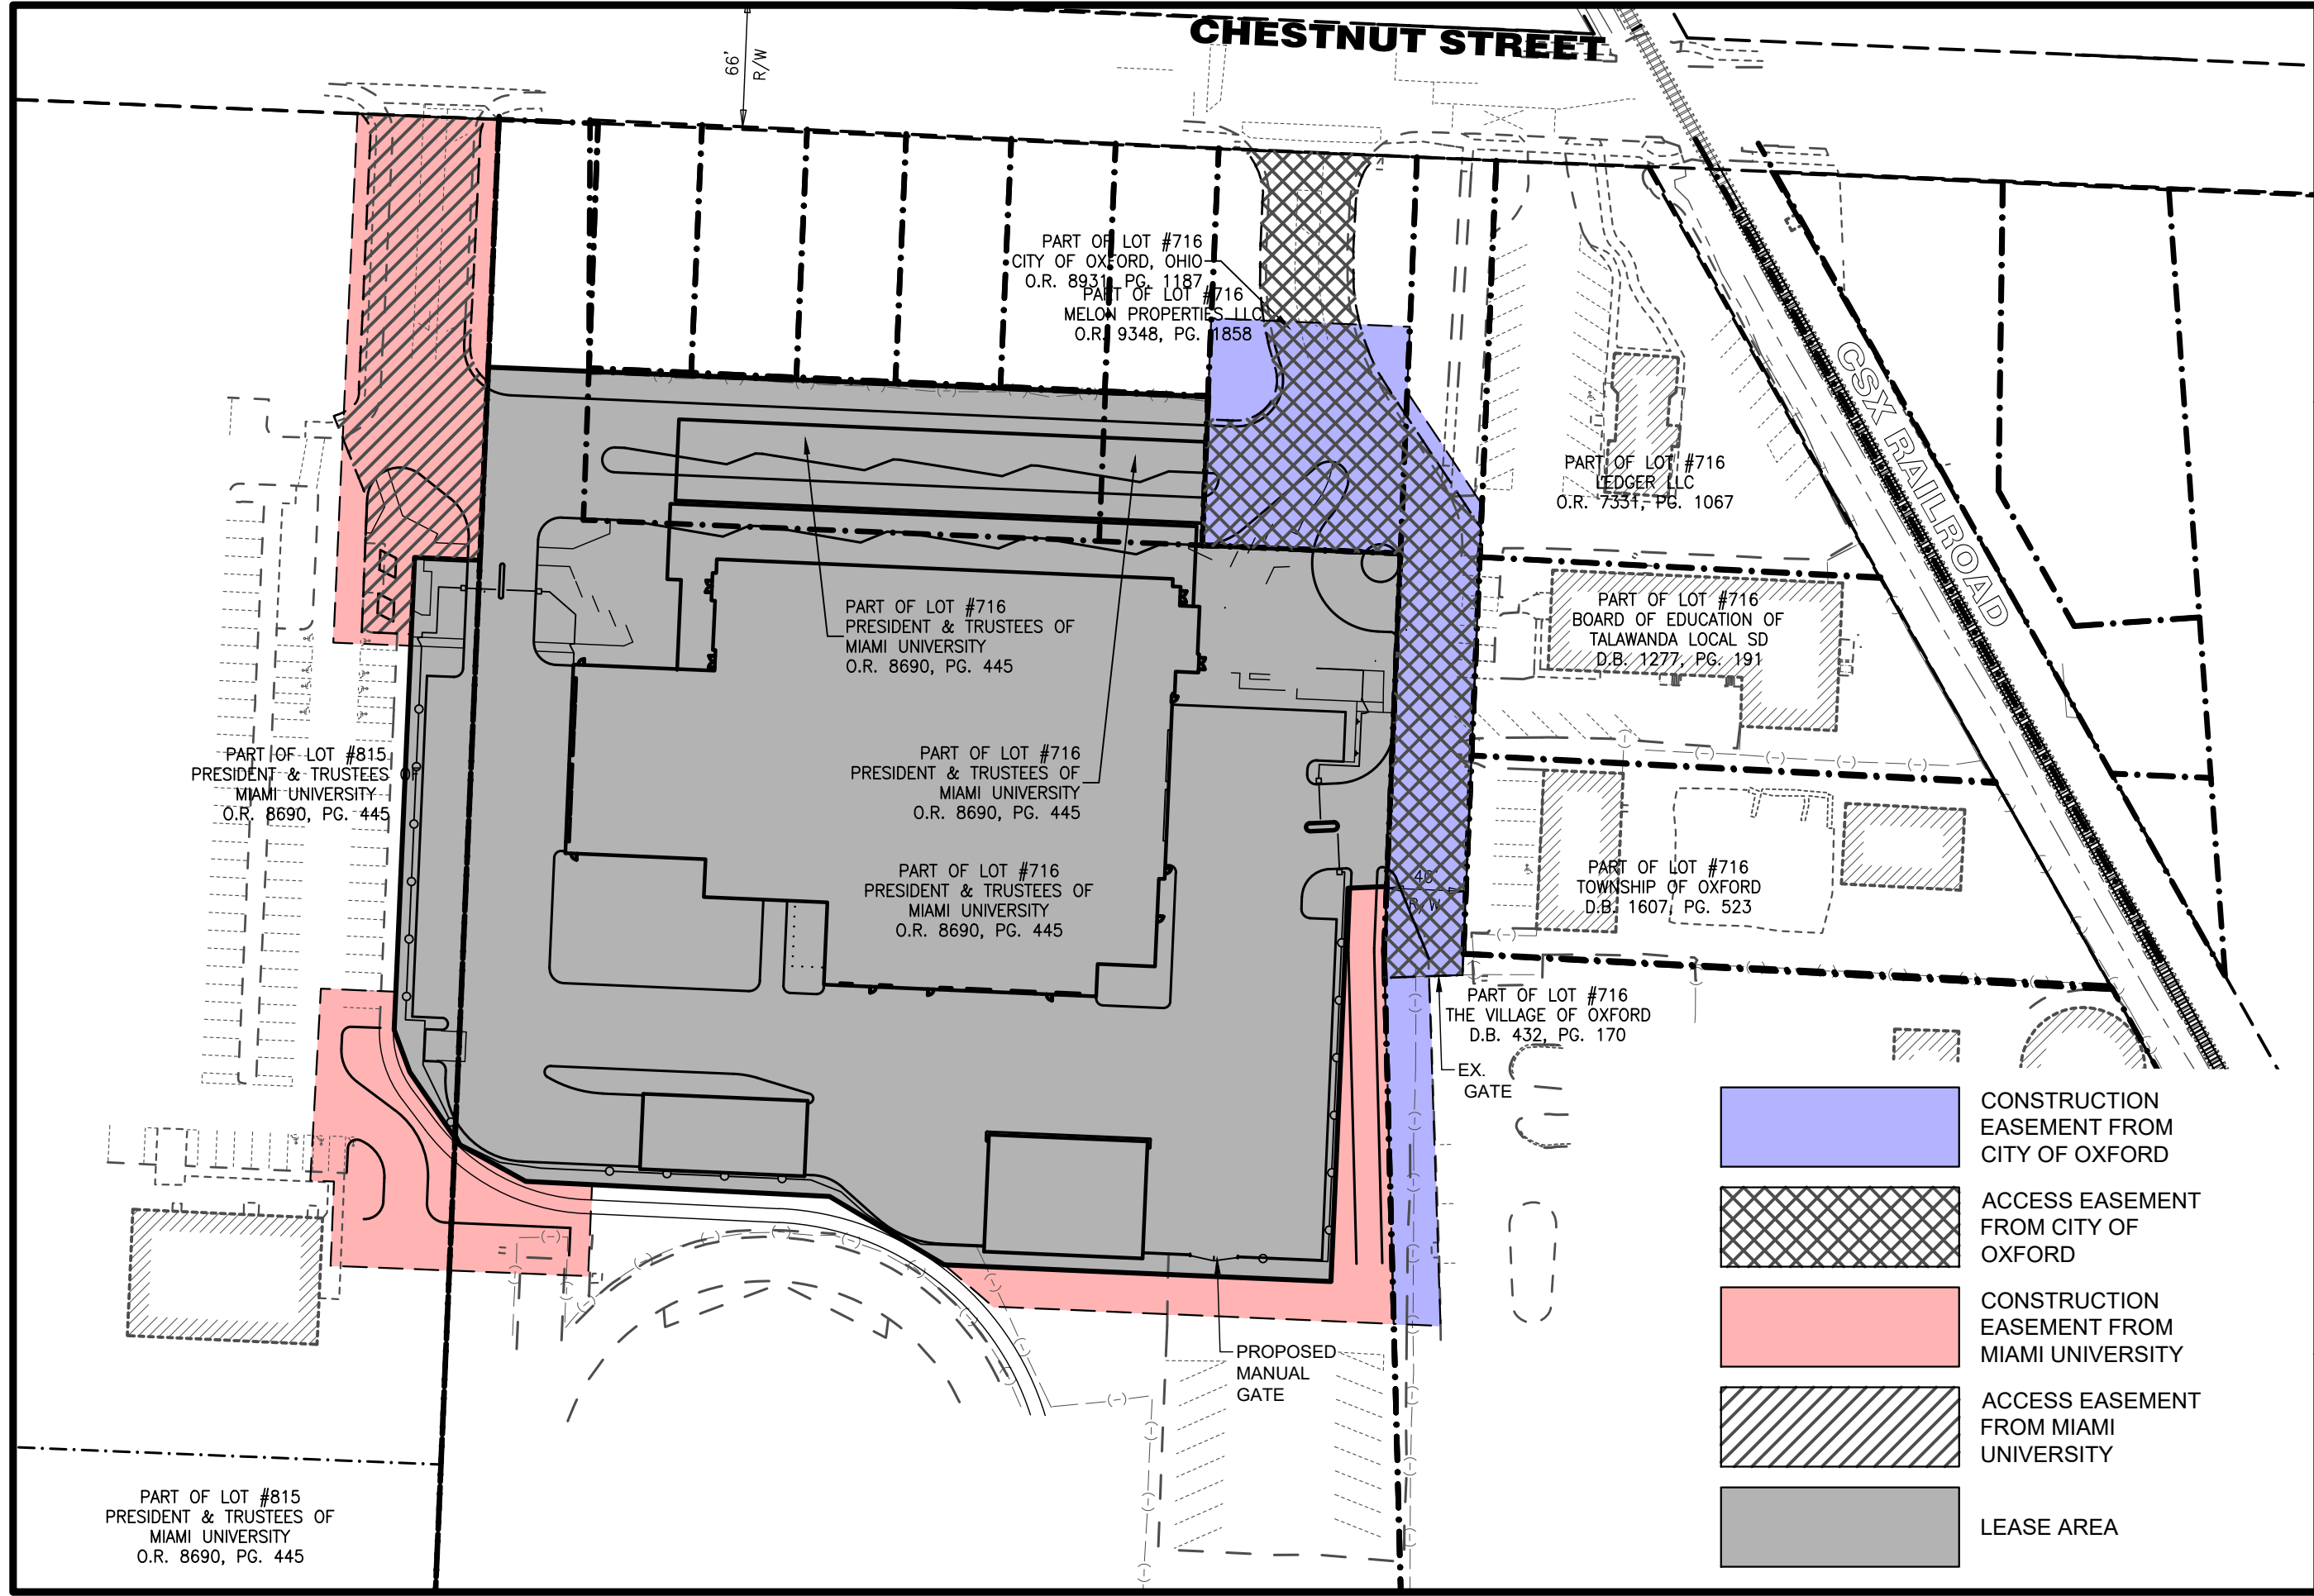 CHESTNUT STREET
66'
R/W
PART OF LOT #716
CITY OF OXFORD, OHIO
O.R. 8931, PG. 1187
PART OF LOT #716
MELON PROPERTIES LLC
O.R. 9348, PG. 1858
CSX RAILROAD
PART OF LOT #716
LEDGER LLC
O.R. 7331, PG. 1067
PART OF LOT #716
BOARD OF EDUCATION OF
TALAWANDA LOCAL SD
D.B. 1277, PG. 191
PART OF LOT #716
PRESIDENT & TRUSTEES OF
MIAMI UNIVERSITY
O.R. 8690, PG. 445
PART OF LOT #716
PRESIDENT & TRUSTEES OF
MIAMI UNIVERSITY
O.R. 8690, PG. 445
PART OF LOT #815
PRESIDENT & TRUSTEES OF
MIAMI UNIVERSITY
O.R. 8690, PG. 445
PART OF LOT #716
PRESIDENT & TRUSTEES OF
MIAMI UNIVERSITY
O.R. 8690, PG. 445
R/W
PART OF LOT #716
TOWNSHIP OF OXFORD
D.B. 1607, PG. 523
PART OF LOT #716
THE VILLAGE OF OXFORD
D.B. 432, PG. 170
EX.
GATE
PROPOSED
MANUAL
GATE
PART OF LOT #815
PRESIDENT & TRUSTEES OF
MIAMI UNIVERSITY
O.R. 8690, PG. 445
CONSTRUCTION
EASEMENT FROM
CITY OF OXFORD
ACCESS EASEMENT
FROM CITY OF
OXFORD
CONSTRUCTION
EASEMENT FROM
MIAMI UNIVERSITY
ACCESS EASEMENT
FROM MIAMI
UNIVERSITY
LEASE AREA